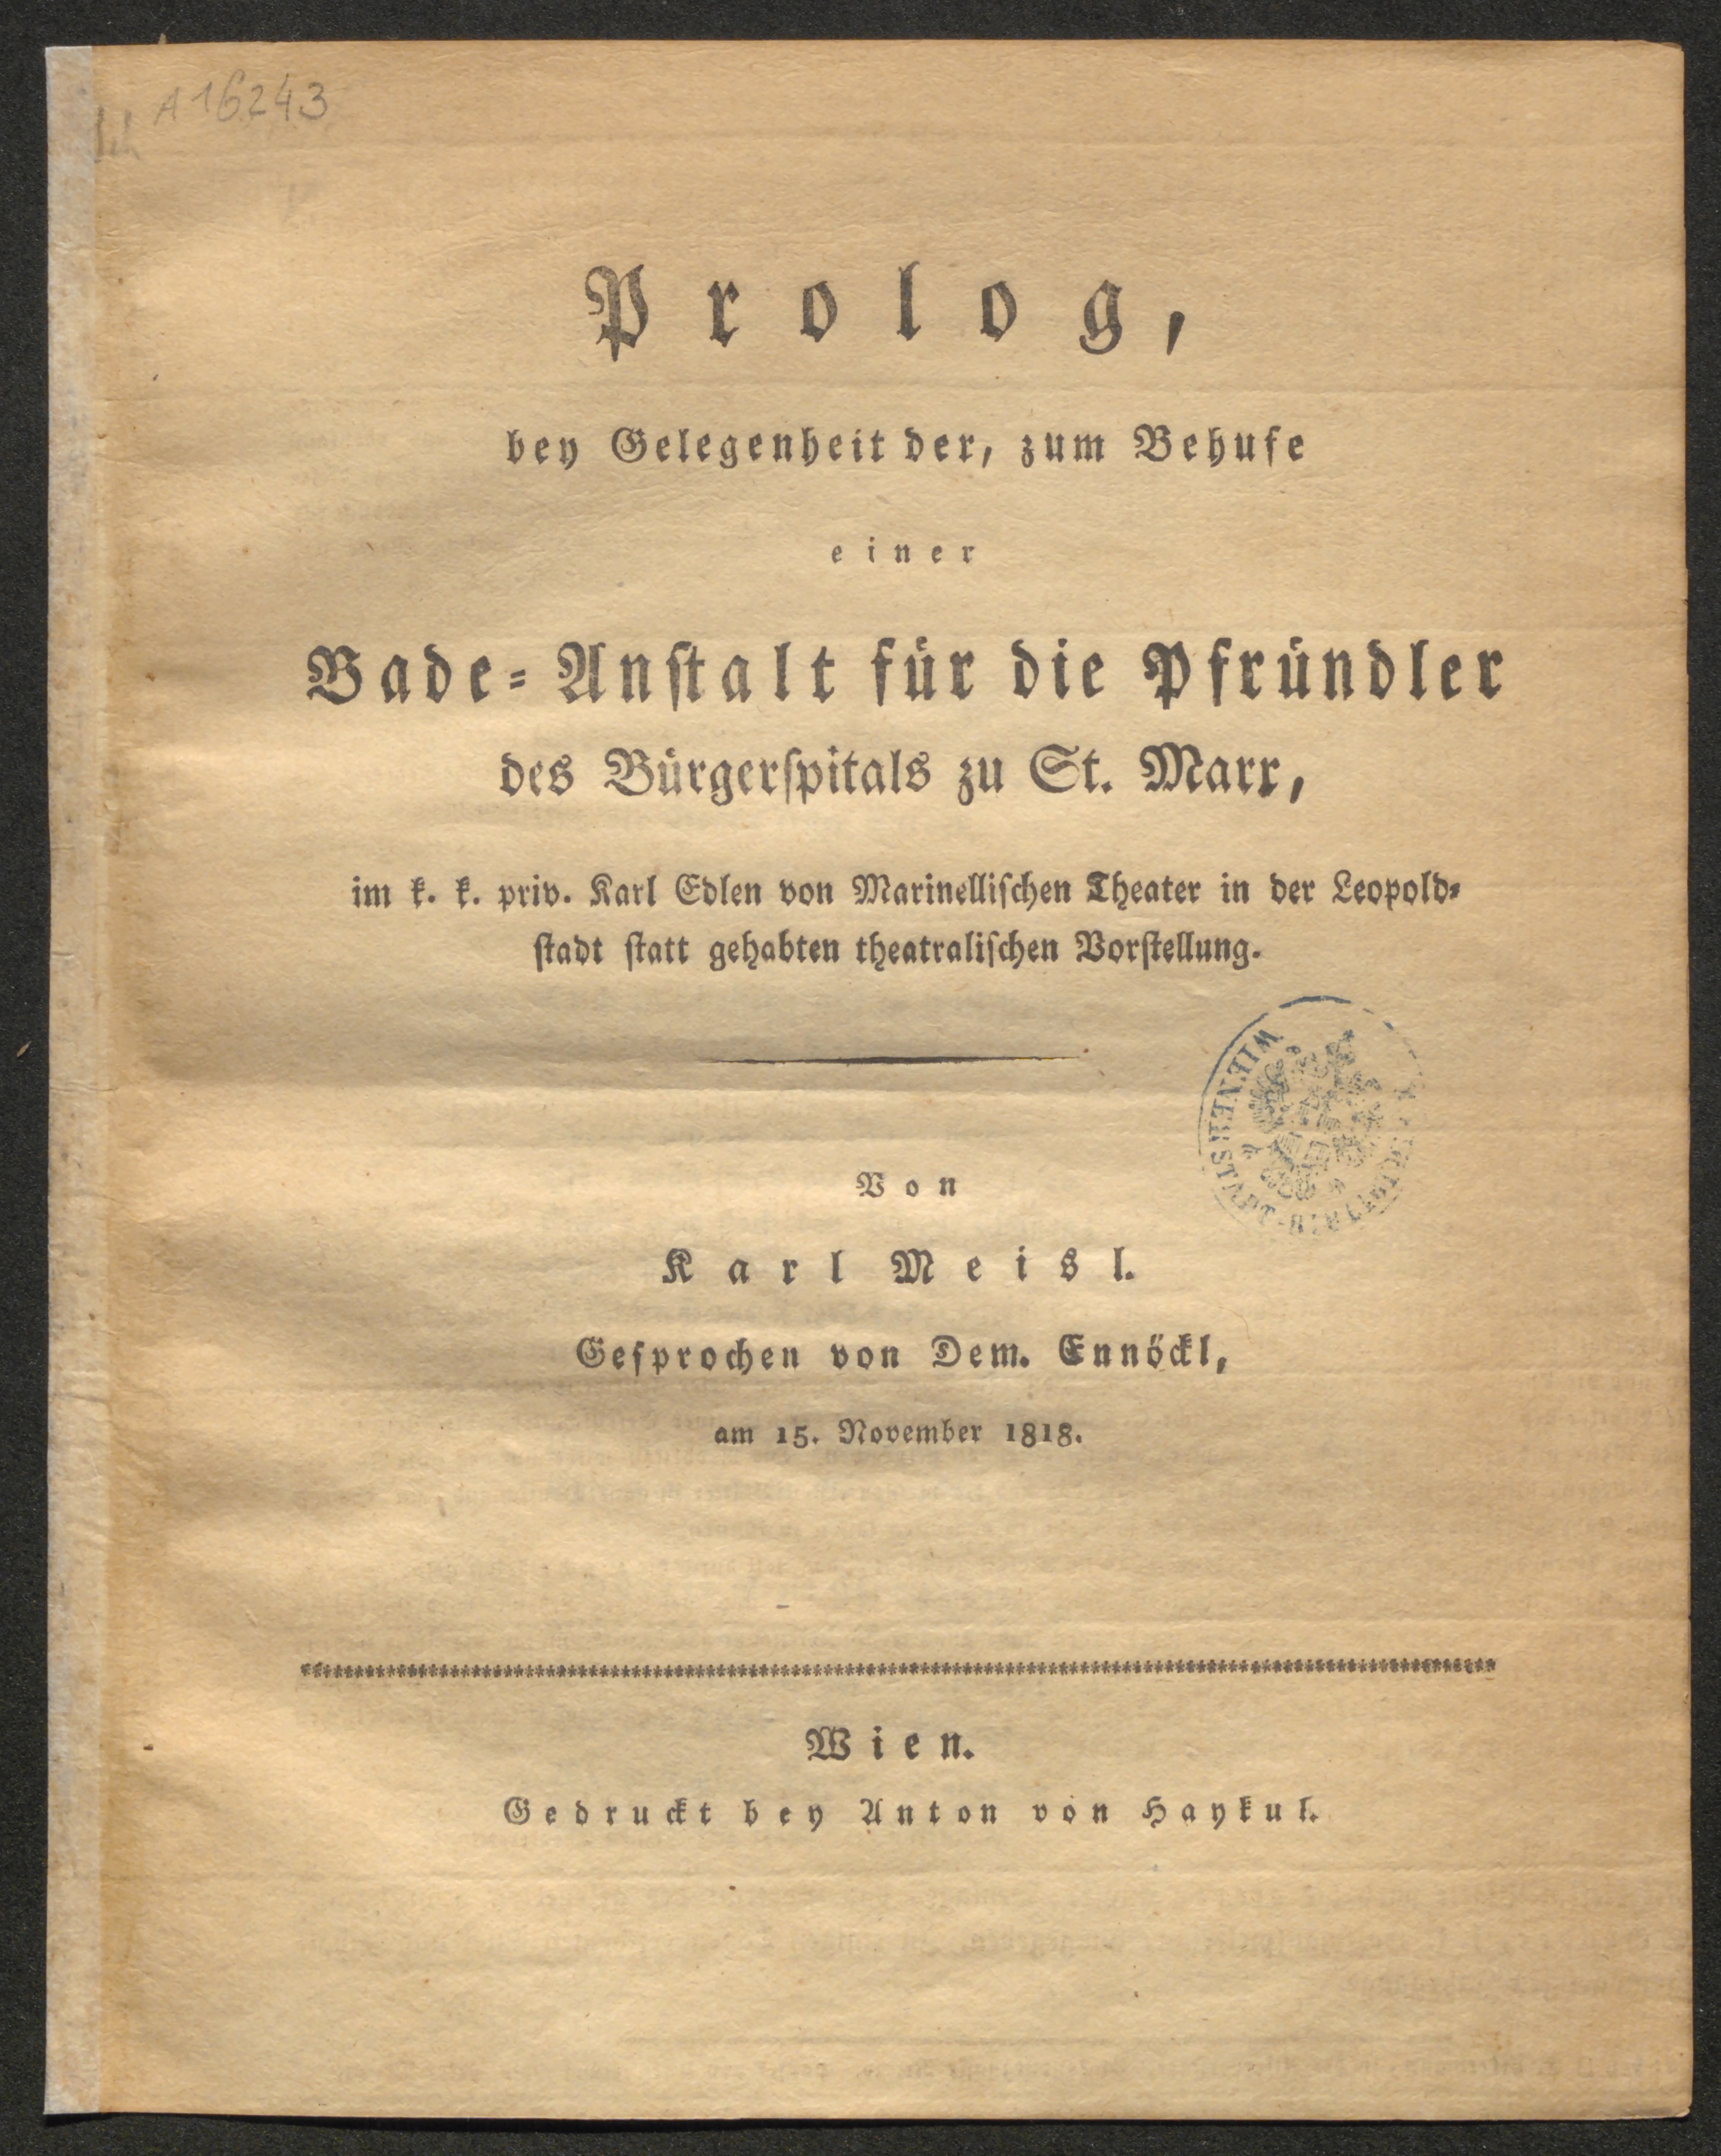 A 16243
Prolog,
bey Gelegenheit der, zum Behufe
einer
Bade-Anstalt für die Pfründler
des Bürgerspitals zu St. Marx,
im k. k. priv. Karl Edlen von Marinellischen Theater in der Leopold-
stadt statt gehabten theatralischen Vorstellung.
Von
Karl Meisl.
Gesprochen von Dem. Ennöckl,
am 15. November 1818.
Wien.
Gedruckt bey Anton von Haykul.